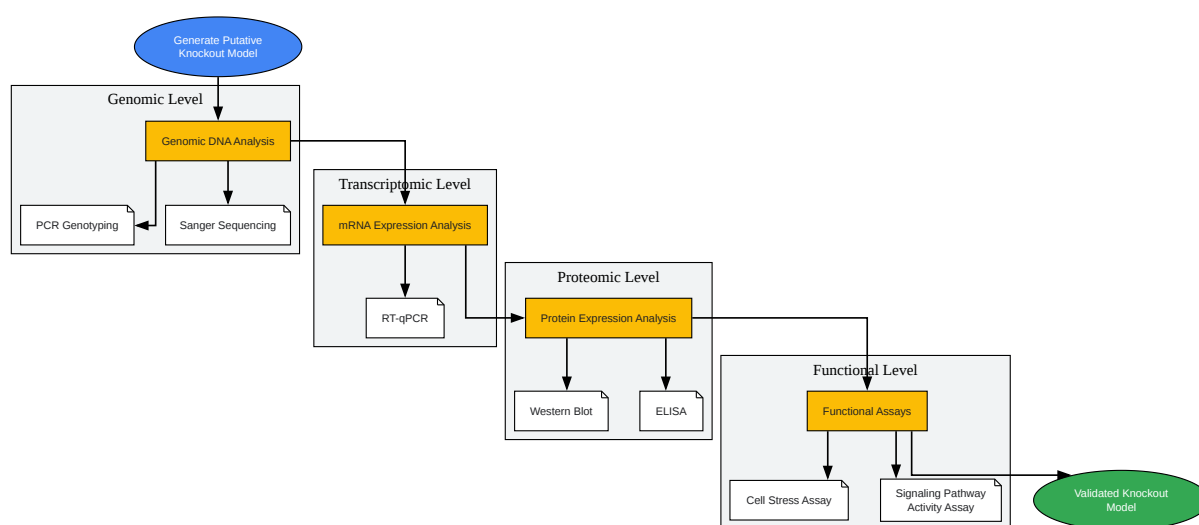 Generate Putative
Knockout Model
Genomic Level
Genomic DNA Analysis
PCR Genotyping
Sanger Sequencing
Transcriptomic Level
mRNA Expression Analysis
RT-qPCR
Proteomic Level
Protein Expression Analysis
Western Blot
ELISA
Functional Level
Functional Assays
Cell Stress Assay
Signaling Pathway
Activity Assay
Validated Knockout
Model